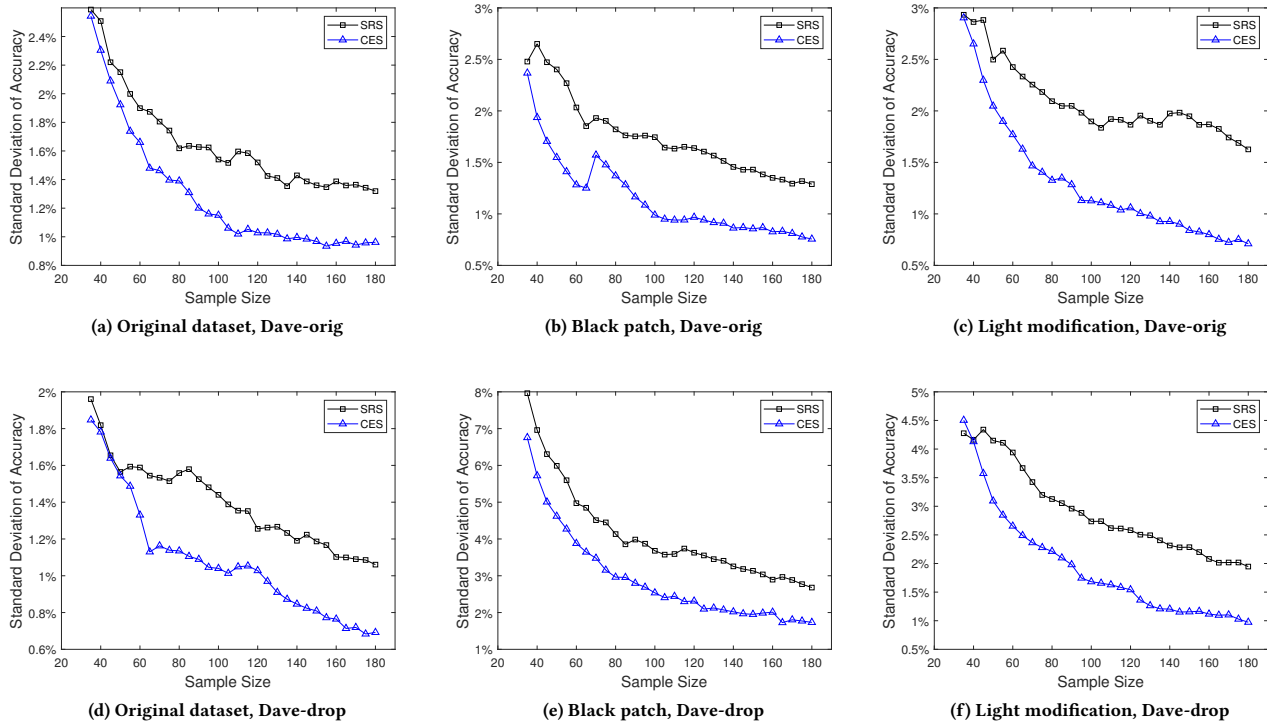 Standard Deviation of Accuracy
2.4%
2.2%
2%
1.8%
1.6%
1.4%
1.2%
1%
0.8%
20 40 60 80 100 120 140 160 180
Sample Size
SRS
CES
(a) Original dataset, Dave-orig
Standard Deviation of Accuracy
3%
2.5%
2%
1.5%
1%
0.5%
20 40 60 80 100 120 140 160 180
Sample Size
SRS
CES
(b) Black patch, Dave-orig
Standard Deviation of Accuracy
3%
2.5%
2%
1.5%
1%
0.5%
20 40 60 80 100 120 140 160 180
Sample Size
SRS
CES
(c) Light modification, Dave-orig
Standard Deviation of Accuracy
2%
1.8%
1.6%
1.4%
1.2%
1%
0.8%
0.6%
20 40 60 80 100 120 140 160 180
Sample Size
SRS
CES
(d) Original dataset, Dave-drop
Standard Deviation of Accuracy
8%
7%
6%
5%
4%
3%
2%
1%
20 40 60 80 100 120 140 160 180
Sample Size
SRS
CES
(e) Black patch, Dave-drop
Standard Deviation of Accuracy
5%
4.5%
4%
3.5%
3%
2.5%
2%
1.5%
1%
0.5%
20 40 60 80 100 120 140 160 180
Sample Size
SRS
CES
(f) Light modification, Dave-drop